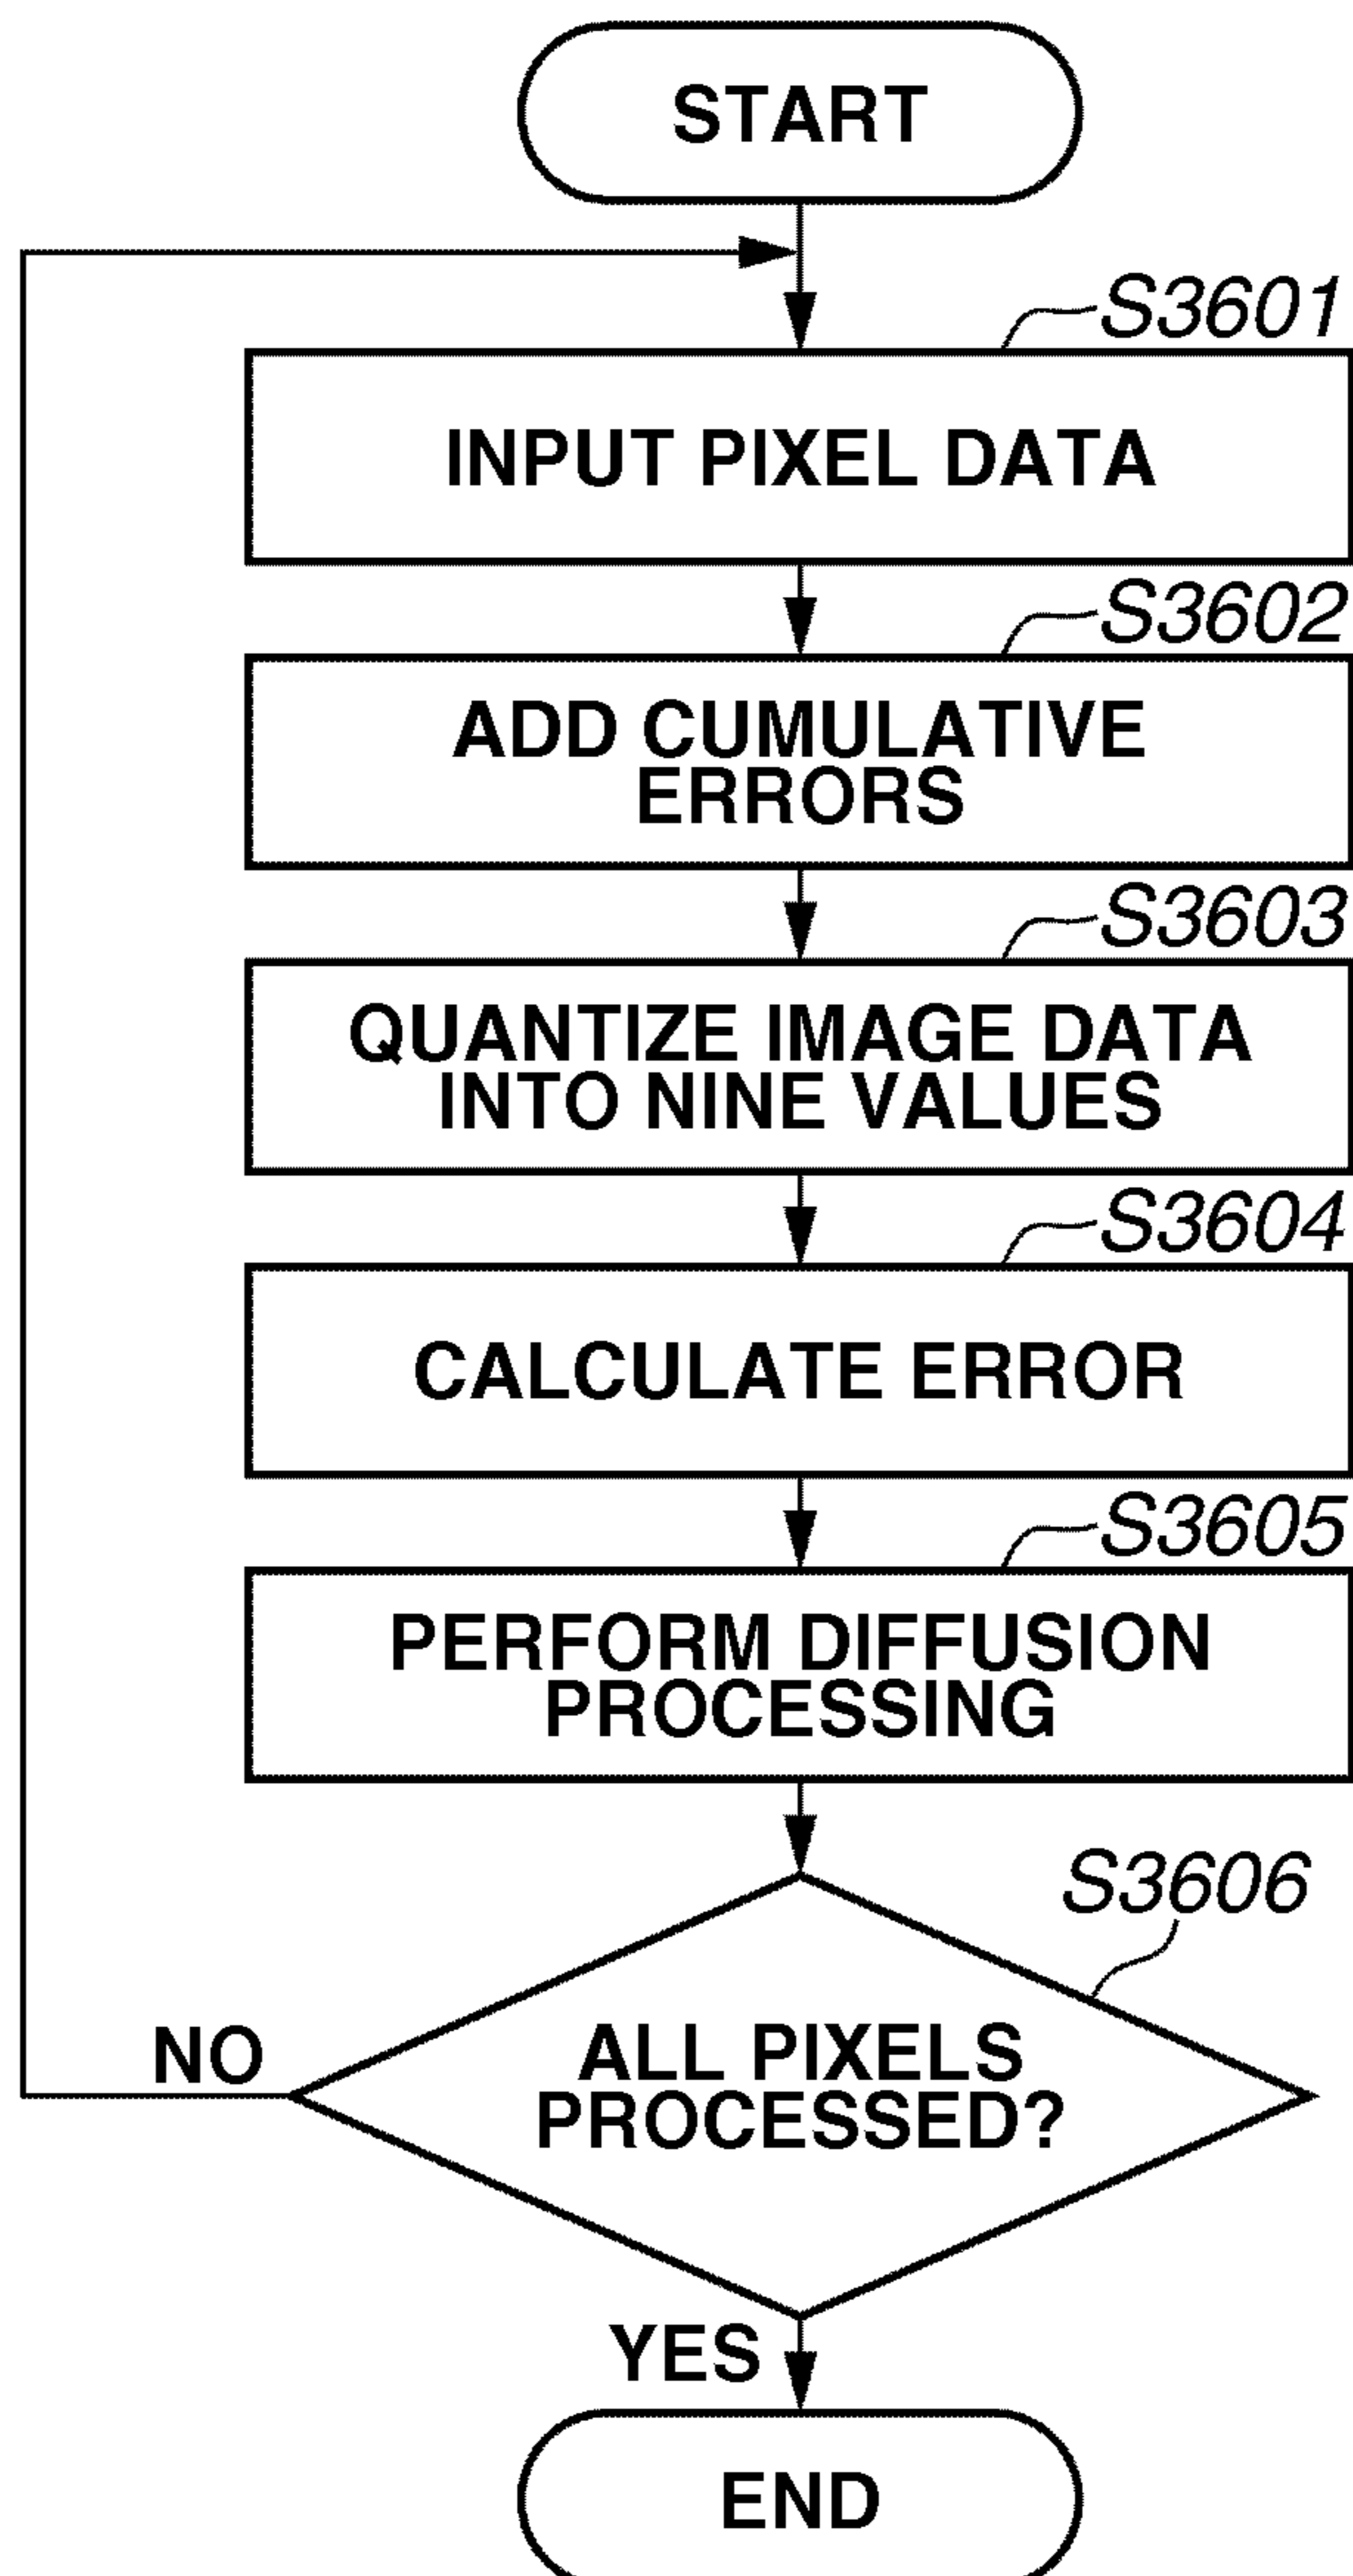 START
S3601
INPUT PIXEL DATA
S3602
ADD CUMULATIVE
ERRORS
S3603
QUANTIZE IMAGE DATA
INTO NINE VALUES
S3604
CALCULATE ERROR
S3605
PERFORM DIFFUSION
PROCESSING
S3606
NO
ALL PIXELS
PROCESSED?
YES
END